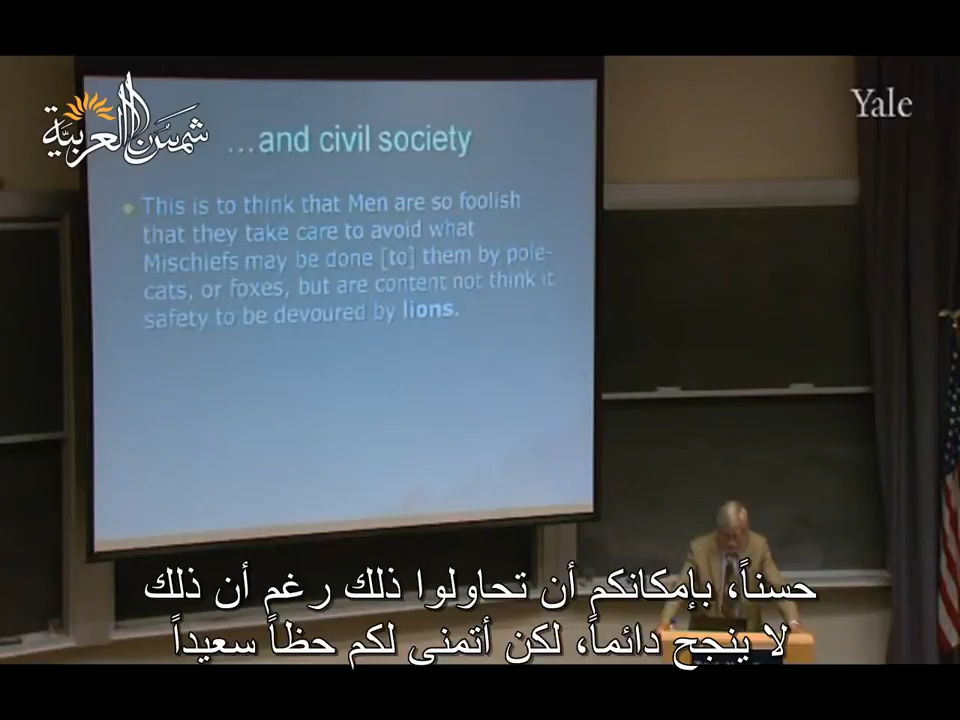 شمس العربية
Yale
...and civil society
This is to think that Men are so foolish
that they take care to avoid what
Mischiefs may be done [to] them by pole-
cats, or foxes, but are content not think it
safety to be devoured by lions.
حسناً، بإمكانكم أن تحاولوا ذلك رغم أن ذلك
لا ينجح دائماً، لكن أتمنى لكم حظاً سعيداً